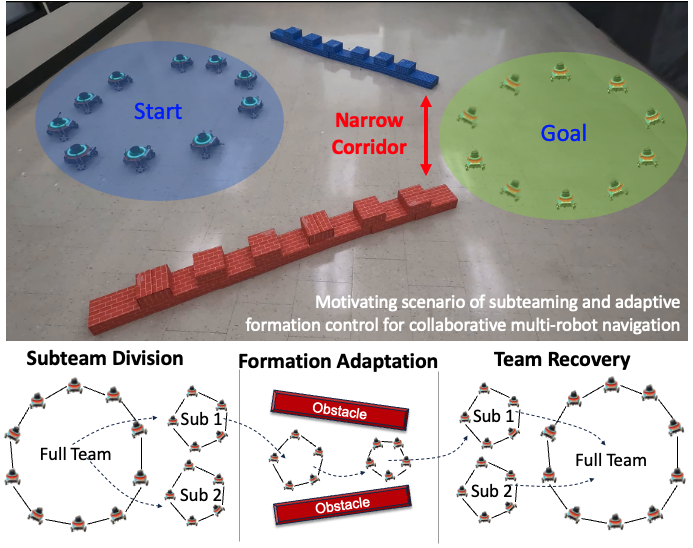 Start
Narrow
Corridor
Goal
Motivating scenario of subteaming and adaptive
formation control for collaborative multi-robot navigation
Subteam Division
Formation Adaptation
Team Recovery
Full Team
Sub 1
Sub 2
Obstacle
Obstacle
Sub 1
Sub 2
Full Team